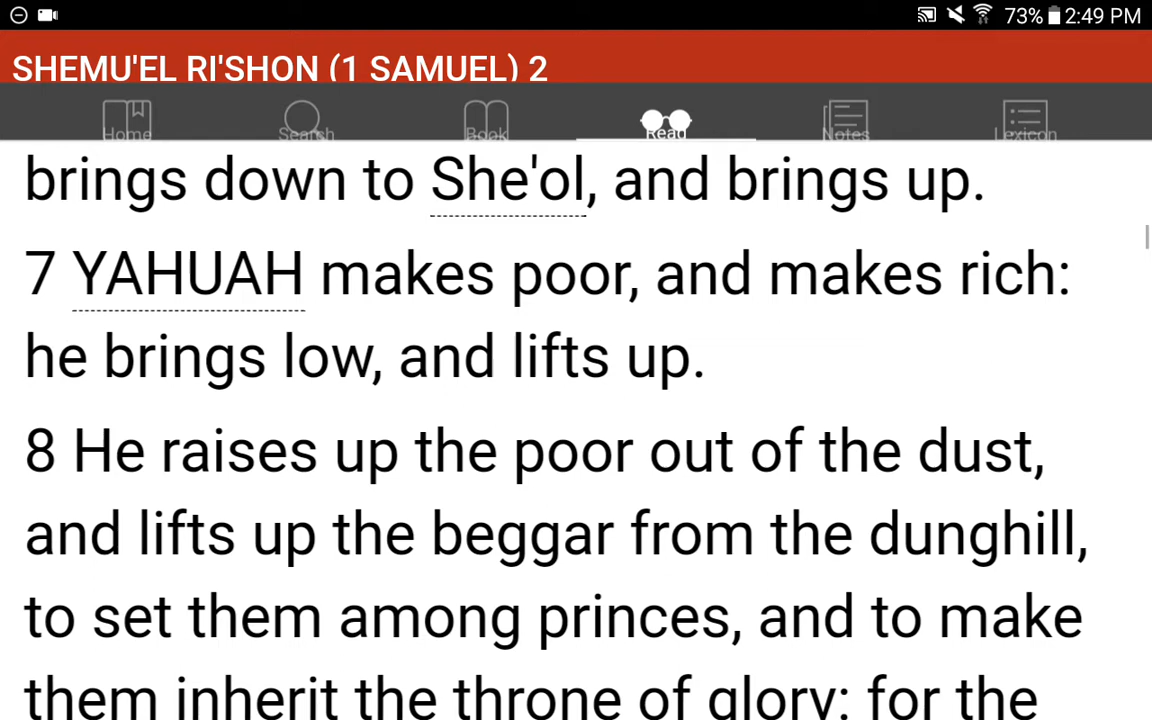 73% 2:49 PM
SHEMU'EL RI'SHON (1 SAMUEL) 2
Home Search Book Read Notes Lexicon
brings down to She'ol, and brings up.
7 YAHUAH makes poor, and makes rich:
he brings low, and lifts up.
8 He raises up the poor out of the dust,
and lifts up the beggar from the dunghill,
to set them among princes, and to make
them inherit the throne of glory: for the